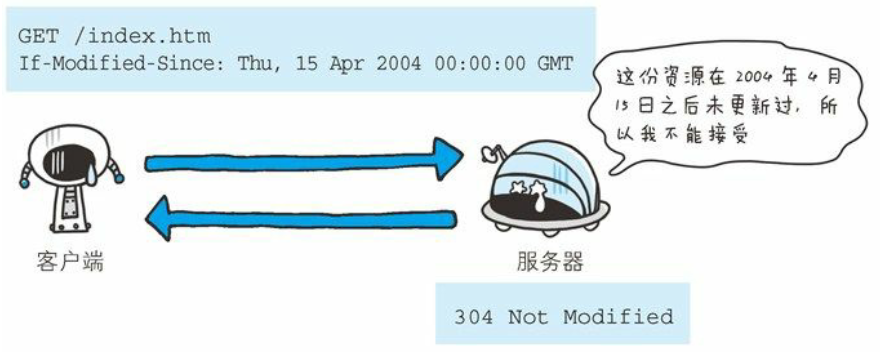 GET /index.htm
If-Modified-Since: Thu, 15 Apr 2004 00:00:00 GMT
这份资源在 2004 年 4 月
15 日之后未更新过，所
以我不能接受
客户端
服务器
304 Not Modified